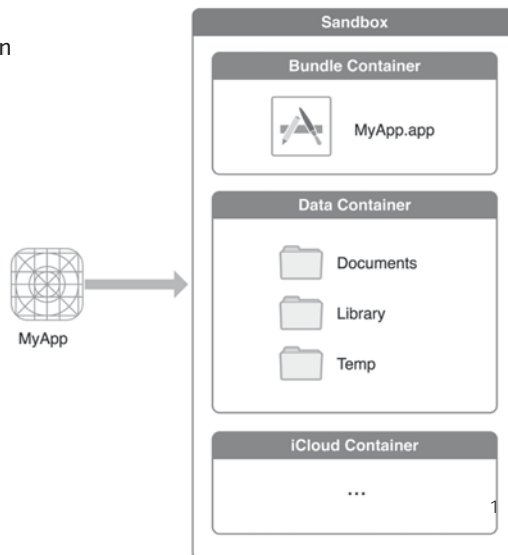 n
Sandbox
Bundle Container
MyApp.app
Data Container
Documents
Library
Temp
MyApp
iCloud Container
...
1